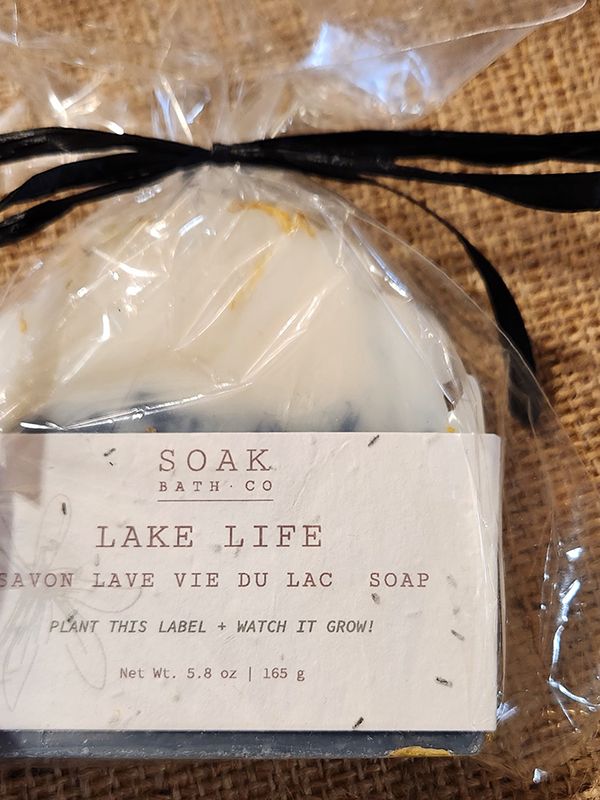 SOAK
BATH · CO
LAKE LIFE
SAVON LAVE VIE DU LAC SOAP
PLANT THIS LABEL + WATCH IT GROW!
Net Wt. 5.8 oz | 165 g